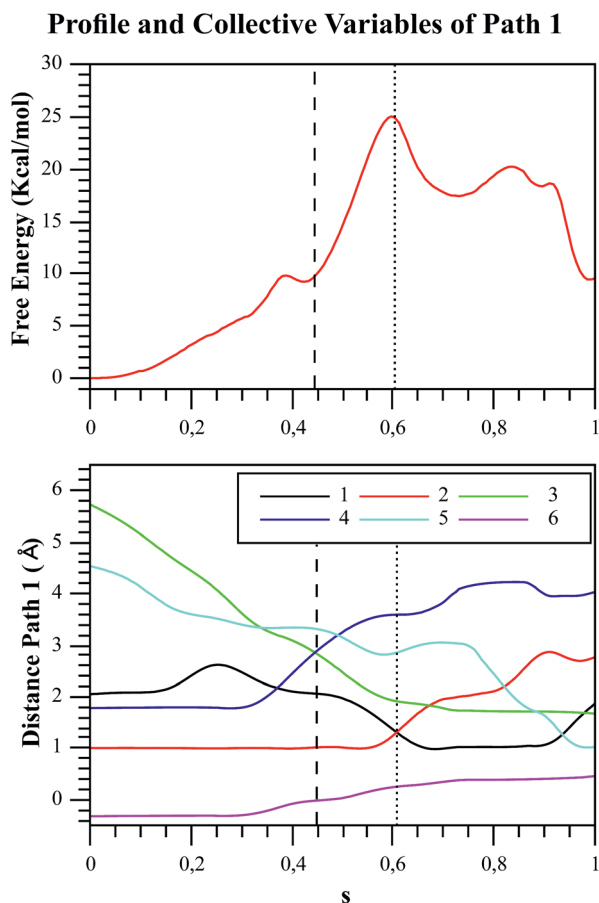 Profile and Collective Variables of Path 1
Free Energy (Kcal/mol)
30
25
20
15
10
5
0
0 0,2 0,4 0,6 0,8 1
Distance Path 1 (Å)
6
5
4
3
2
1
0
1 2 3
4 5 6
0 0,2 0,4 0,6 0,8 1
s